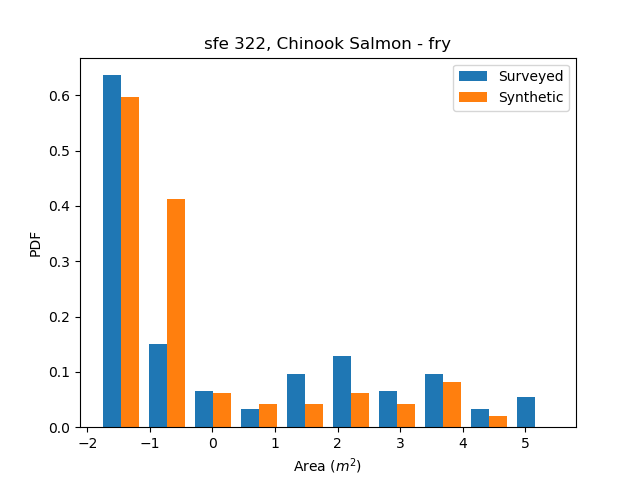 sfe 322, Chinook Salmon - fry
Surveyed
Synthetic
PDF
0.6
0.5
0.4
0.3
0.2
0.1
0.0
−2 −1 0 1 2 3 4 5
Area (m²)